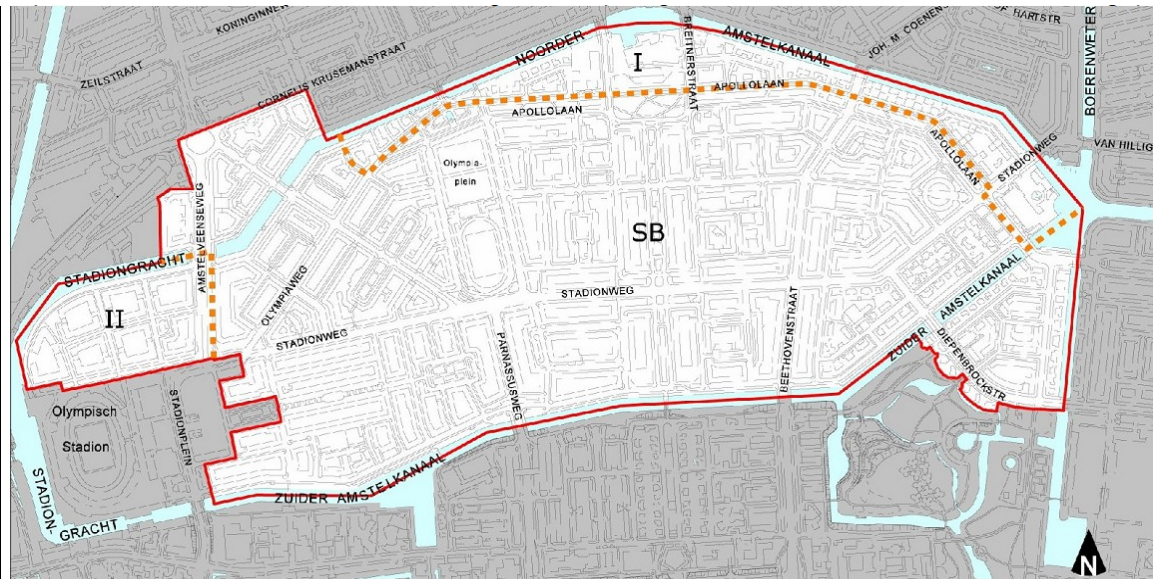 KONINGINNE
ZEILSTRAAT
CORNELIS KRUSEMANSTRAAT
NOORDER
AMSTELKANAAL
BREITNERSTRAAT
JOH. M. COENEN
OF HARTSTR
BOERENWETER
VAN HILLIG
I
APOLLOLAAN
APOLLOLAAN
APOLLOLAAN
STADIONWEG
Olympia-
plein
SB
AMSTELVEENSEWEG
STADIONGRACHT
II
OLYMPIAWEG
STADIONWEG
STADIONWEG
PARNASSUSWEG
BEETHOVENSTRAAT
ZUIDER AMSTELKANAAL
DIEPENBROCKSTR
Olympisch
Stadion
STADIONPLEIN
STADION-
GRACHT
ZUIDER AMSTELKANAAL
N